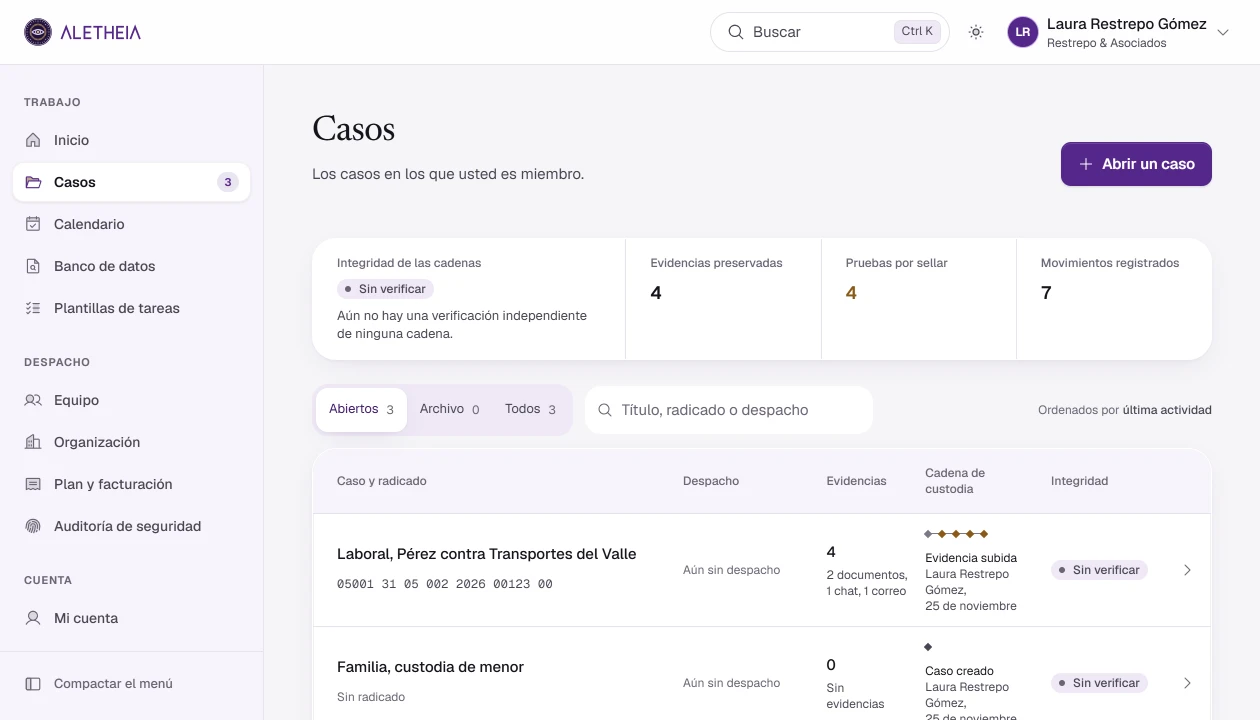 ALETHEIA
Buscar
Ctrl K
LR
Laura Restrepo Gómez
Restrepo & Asociados
TRABAJO
Inicio
Casos
3
Calendario
Banco de datos
Plantillas de tareas
DESPACHO
Equipo
Organización
Plan y facturación
Auditoría de seguridad
CUENTA
Mi cuenta
Compactar el menú
Casos
Los casos en los que usted es miembro.
Abrir un caso
Integridad de las cadenas
Sin verificar
Aún no hay una verificación independiente
de ninguna cadena.
Evidencias preservadas
4
Pruebas por sellar
4
Movimientos registrados
7
Abiertos 3
Archivo 0
Todos 3
Título, radicado o despacho
Ordenados por última actividad
Caso y radicado
Despacho
Evidencias
Cadena de
custodia
Integridad
Laboral, Pérez contra Transportes del Valle
05001 31 05 002 2026 00123 00
Aún sin despacho
4
2 documentos,
1 chat, 1 correo
Evidencia subida
Laura Restrepo
Gómez,
25 de noviembre
Sin verificar
Familia, custodia de menor
Sin radicado
Aún sin despacho
0
Sin
evidencias
Caso creado
Laura Restrepo
Gómez,
25 de noviembre
Sin verificar